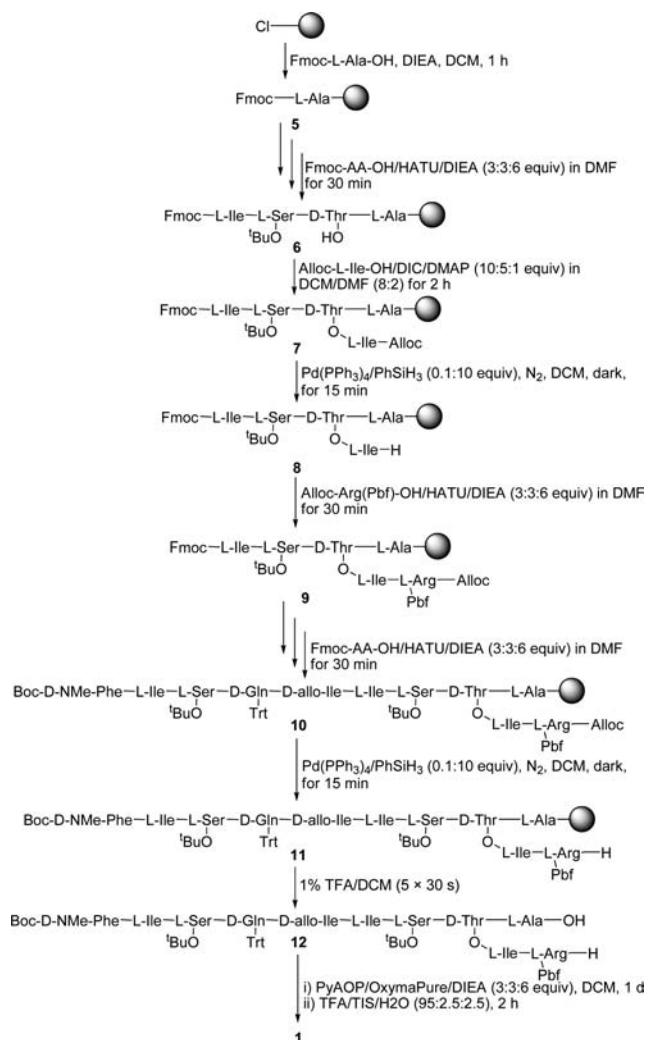 Cl
Fmoc-L-Ala-OH, DIEA, DCM, 1 h
Fmoc—L-Ala
5
Fmoc-AA-OH/HATU/DIEA (3:3:6 equiv) in DMF
for 30 min
Fmoc—L-Ile—L-Ser—D-Thr—L-Ala
ᵗBuO HO
6
Alloc-L-Ile-OH/DIC/DMAP (10:5:1 equiv) in
DCM/DMF (8:2) for 2 h
Fmoc—L-Ile—L-Ser—D-Thr—L-Ala
ᵗBuO O
L-Ile—Alloc
7
Pd(PPh₃)₄/PhSiH₃ (0.1:10 equiv), N₂, DCM, dark,
for 15 min
Fmoc—L-Ile—L-Ser—D-Thr—L-Ala
ᵗBuO O
L-Ile—H
8
Alloc-Arg(Pbf)-OH/HATU/DIEA (3:3:6 equiv) in DMF
for 30 min
Fmoc—L-Ile—L-Ser—D-Thr—L-Ala
ᵗBuO O
L-Ile—L-Arg—Alloc
Pbf
9
Fmoc-AA-OH/HATU/DIEA (3:3:6 equiv) in DMF
for 30 min
Boc-D-NMe-Phe—L-Ile—L-Ser—D-Gln—D-allo-Ile—L-Ile—L-Ser—D-Thr—L-Ala
ᵗBuO Trt ᵗBuO O
L-Ile—L-Arg—Alloc
Pbf
10
Pd(PPh₃)₄/PhSiH₃ (0.1:10 equiv), N₂, DCM, dark,
for 15 min
Boc-D-NMe-Phe—L-Ile—L-Ser—D-Gln—D-allo-Ile—L-Ile—L-Ser—D-Thr—L-Ala
ᵗBuO Trt ᵗBuO O
L-Ile—L-Arg—H
Pbf
11
1% TFA/DCM (5 × 30 s)
Boc-D-NMe-Phe—L-Ile—L-Ser—D-Gln—D-allo-Ile—L-Ile—L-Ser—D-Thr—L-Ala—OH
ᵗBuO Trt ᵗBuO O
L-Ile—L-Arg—H
Pbf
12
i) PyAOP/OxymaPure/DIEA (3:3:6 equiv), DCM, 1 d
ii) TFA/TIS/H2O (95:2.5:2.5), 2 h
1